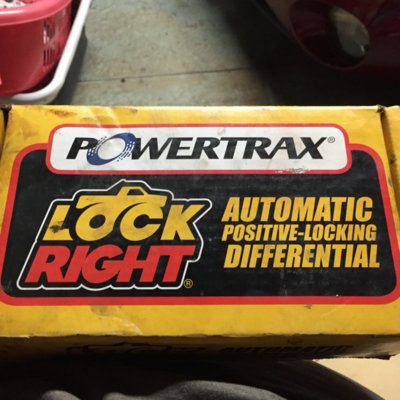 POWERTRAX®
LOCK
RIGHT®
AUTOMATIC
POSITIVE-LOCKING
DIFFERENTIAL